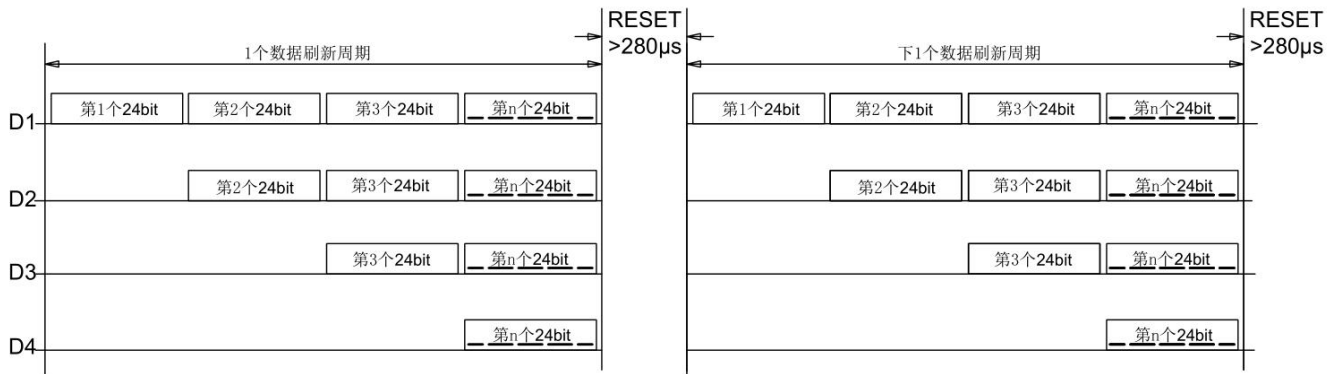 RESET
>280μs
RESET
>280μs
1个数据刷新周期
下1个数据刷新周期
D1 第1个24bit 第2个24bit 第3个24bit 第n个24bit 第1个24bit 第2个24bit 第3个24bit 第n个24bit
D2 第2个24bit 第3个24bit 第n个24bit 第2个24bit 第3个24bit 第n个24bit
D3 第3个24bit 第n个24bit 第3个24bit 第n个24bit
D4 第n个24bit 第n个24bit